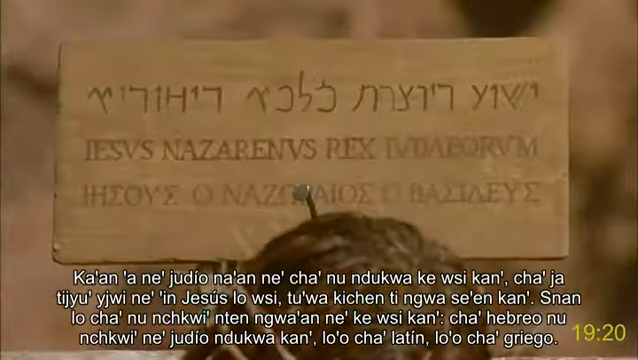 ישוע
IESVS NAZARENVS REX IVDAEORVM
ΙΗΣΟΥΣ Ο ΝΑΖΩΡΑΙΟΣ Ο ΒΑΣΙΛΕΥΣ
Ka'an 'a ne' judío na'an ne' cha' nu ndukwa ke wsi kan', cha' ja
tijyu' yjwi ne' 'in Jesús lo wsi, tu'wa kichen ti ngwa se'en kan'. Snan
lo cha' nu nchkwi' nten ngwa'an ne' ke wsi kan': cha' hebreo nu
nchkwi' ne' judío ndukwa kan', lo'o cha' latín, lo'o cha' griego.
19:20